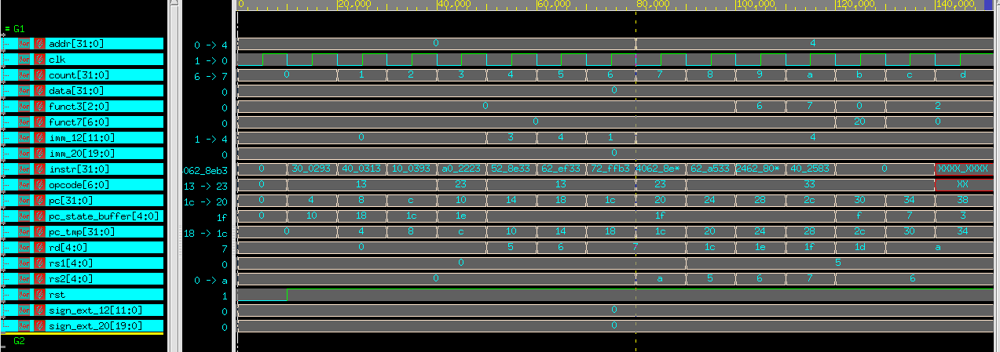 0 20,000 40,000 60,000 80,000 100,000 120,000 140,000
= G1
addr[31:0] 0 -> 4 0 4
clk 1 -> 0
count[31:0] 6 -> 7 0 1 2 3 4 5 6 7 8 9 a b c d
data[31:0] 0 0
funct3[2:0] 0 0 6 7 0 2
funct7[6:0] 0 0 20 0
imm_12[11:0] 1 -> 4 0 3 4 1 4
imm_20[19:0] 0 0
instr[31:0] 4062_8eb3 0 30_0293 40_0313 10_0393 a0_2223 52_8e33 62_ef33 72_ffb3 4062_8e* 62_a533 2462_80* 40_2583 0 XXXX_XXXX
opcode[6:0] 13 -> 23 0 13 23 13 23 33 XX
pc[31:0] 1c -> 20 0 4 8 c 10 14 18 1c 20 24 28 2c 30 34 38
pc_state_buffer[4:0] 1f 0 10 18 1c 1e 1f f 7 3
pc_tmp[31:0] 18 -> 1c 0 4 8 c 10 14 18 1c 20 24 28 2c 30 34
rd[4:0] 7 0 5 6 7 1c 1e 1f 1d a
rs1[4:0] 0 0 5
rs2[4:0] 0 -> a 0 a 5 6 7 6
rst 1
sign_ext_12[11:0] 0 0
sign_ext_20[19:0] 0 0
G2